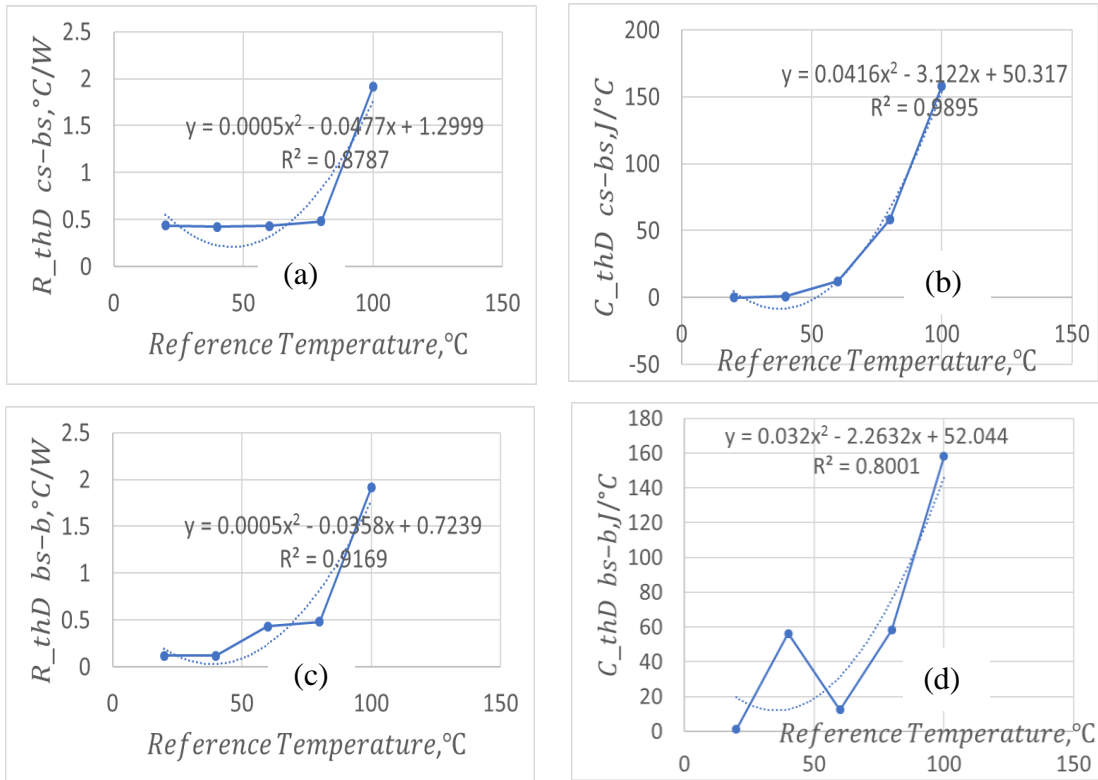 R_thD cs−bs,°C/W
2.5
2
1.5
1
0.5
0
y = 0.0005x² - 0.0477x + 1.2999
R² = 0.8787
(a)
0 50 100 150
Reference Temperature,°C
C_thD cs−bs,J/°C
200
150
100
50
0
-50
y = 0.0416x² - 3.122x + 50.317
R² = 0.9895
(b)
0 50 100 150
Reference Temperature,°C
R_thD bs−b,°C/W
2.5
2
1.5
1
0.5
0
y = 0.0005x² - 0.0358x + 0.7239
R² = 0.9169
(c)
0 50 100 150
Reference Temperature,°C
C_thD bs−b,J/°C
180
160
140
120
100
80
60
40
20
0
y = 0.032x² - 2.2632x + 52.044
R² = 0.8001
(d)
Reference Temperature,°C
0 50 100 150